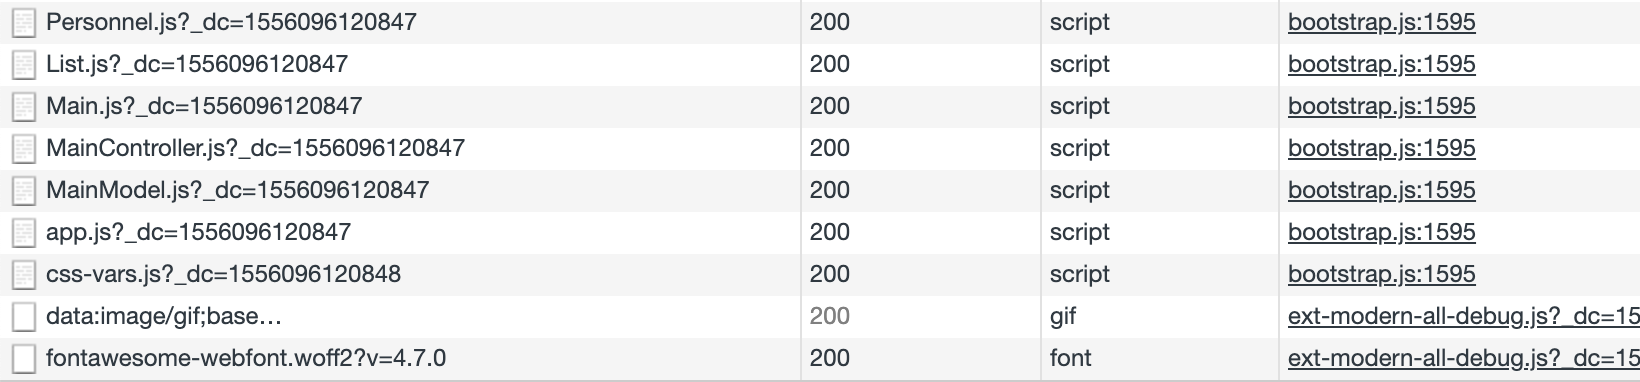 Personnel.js?_dc=1556096120847 200 script bootstrap.js:1595
List.js?_dc=1556096120847 200 script bootstrap.js:1595
Main.js?_dc=1556096120847 200 script bootstrap.js:1595
MainController.js?_dc=1556096120847 200 script bootstrap.js:1595
MainModel.js?_dc=1556096120847 200 script bootstrap.js:1595
app.js?_dc=1556096120847 200 script bootstrap.js:1595
css-vars.js?_dc=1556096120848 200 script bootstrap.js:1595
data:image/gif;base… 200 gif ext-modern-all-debug.js?_dc=15
fontawesome-webfont.woff2?v=4.7.0 200 font ext-modern-all-debug.js?_dc=15